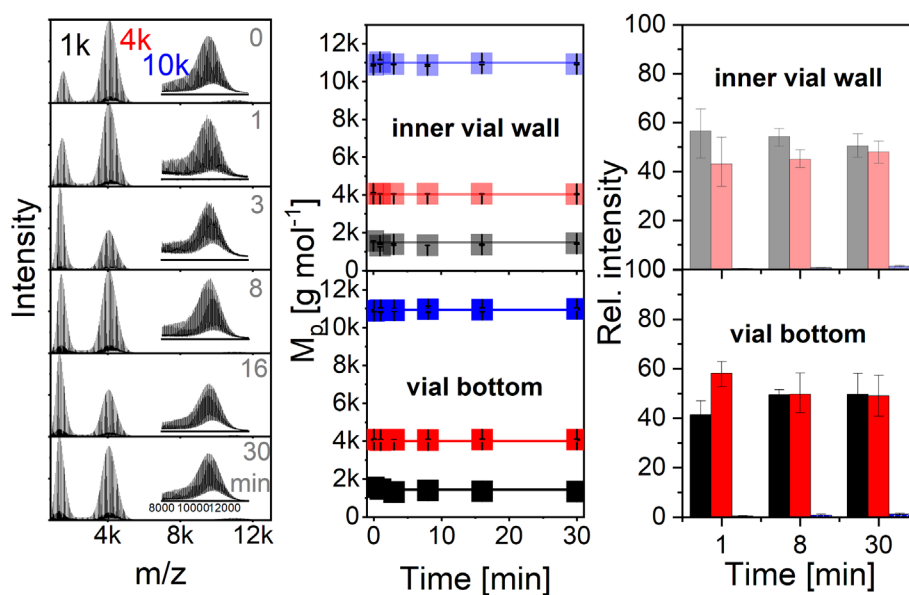 Intensity
1k
4k
10k
0
1
3
8
16
30
min
8000 10000 12000
4k 8k 12k
m/z
Mp [g mol-1]
12k
10k
8k
6k
4k
2k
0
inner vial wall
12k
10k
8k
6k
4k
2k
0
vial bottom
0 10 20 30
Time [min]
Rel. intensity
100
80
60
40
20
100
inner vial wall
80
60
40
20
0
vial bottom
1 8 30
Time [min]